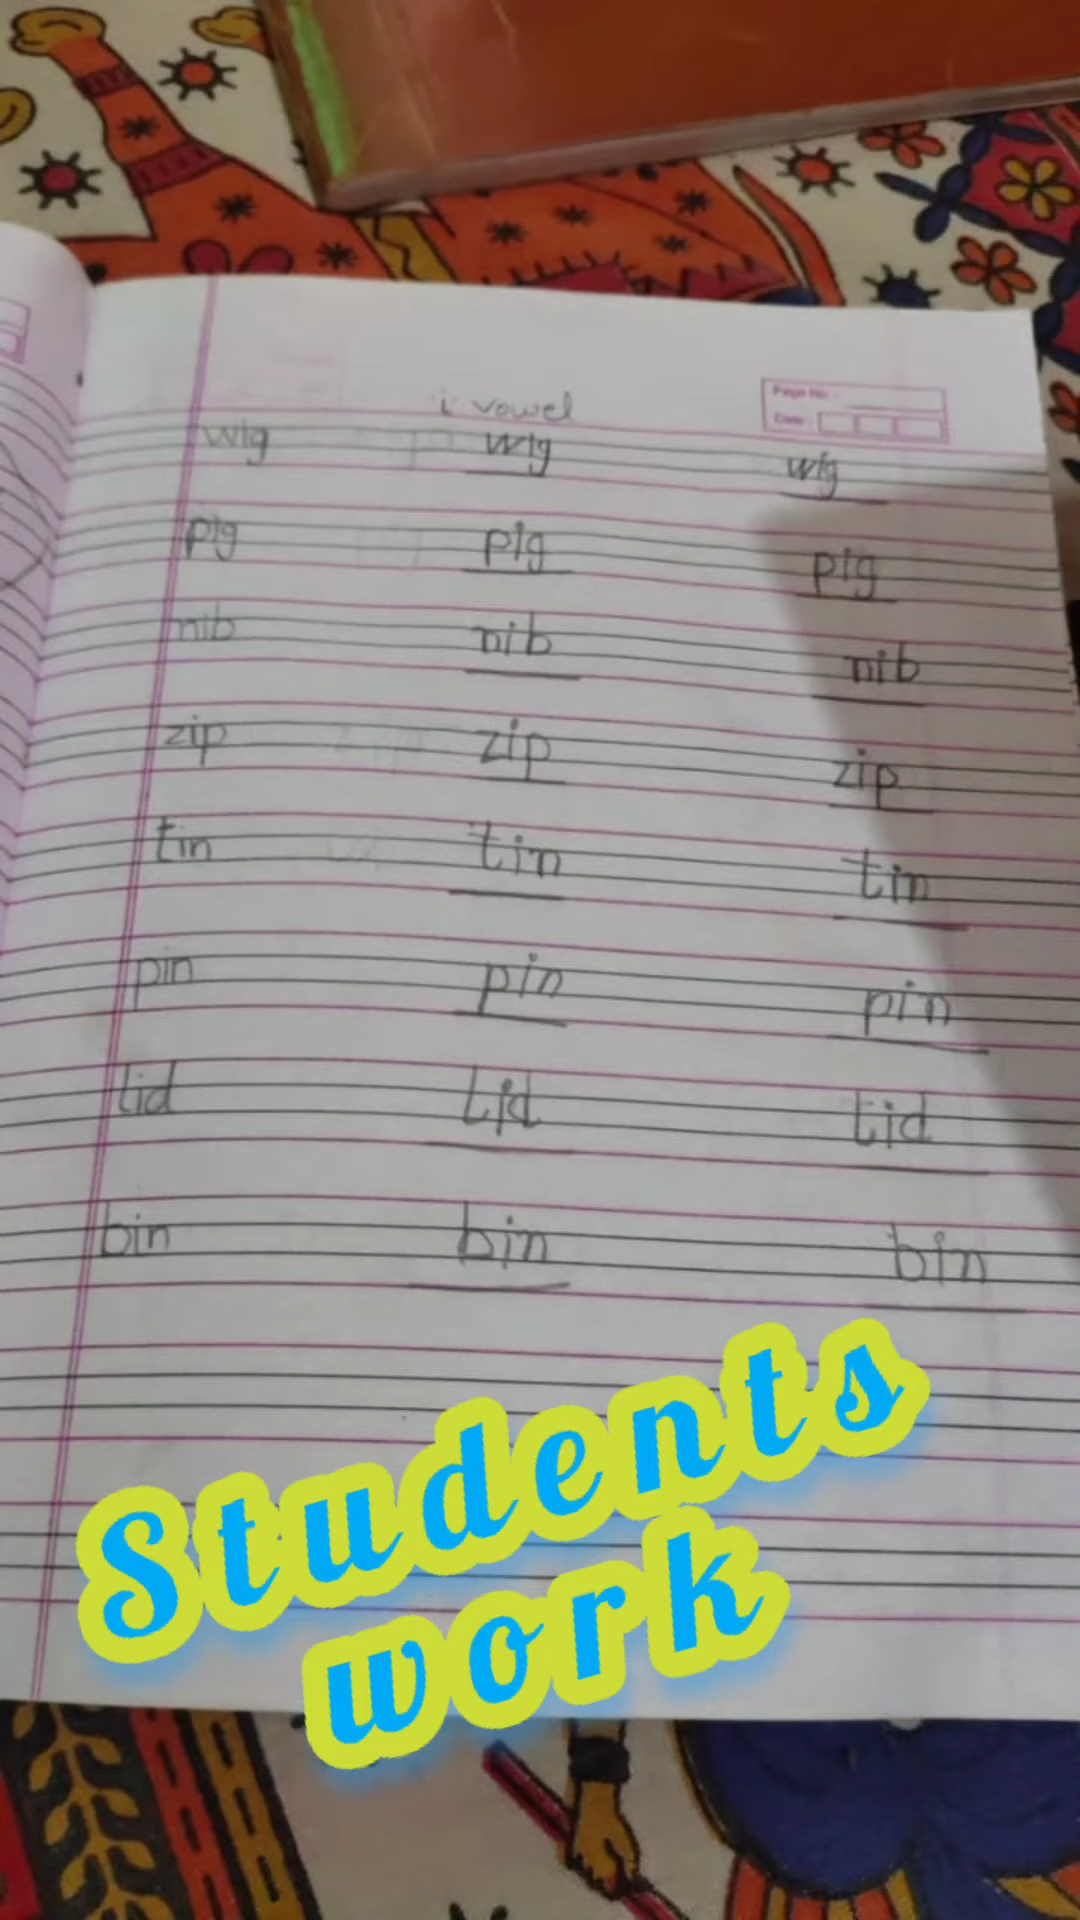 i vowel
Page No.:
Date:
wig wig wig
pig pig pig
nib nib nib
zip zip zip
tin tin tin
pin pin pin
lid lid tid
bin bin bin
Students
work